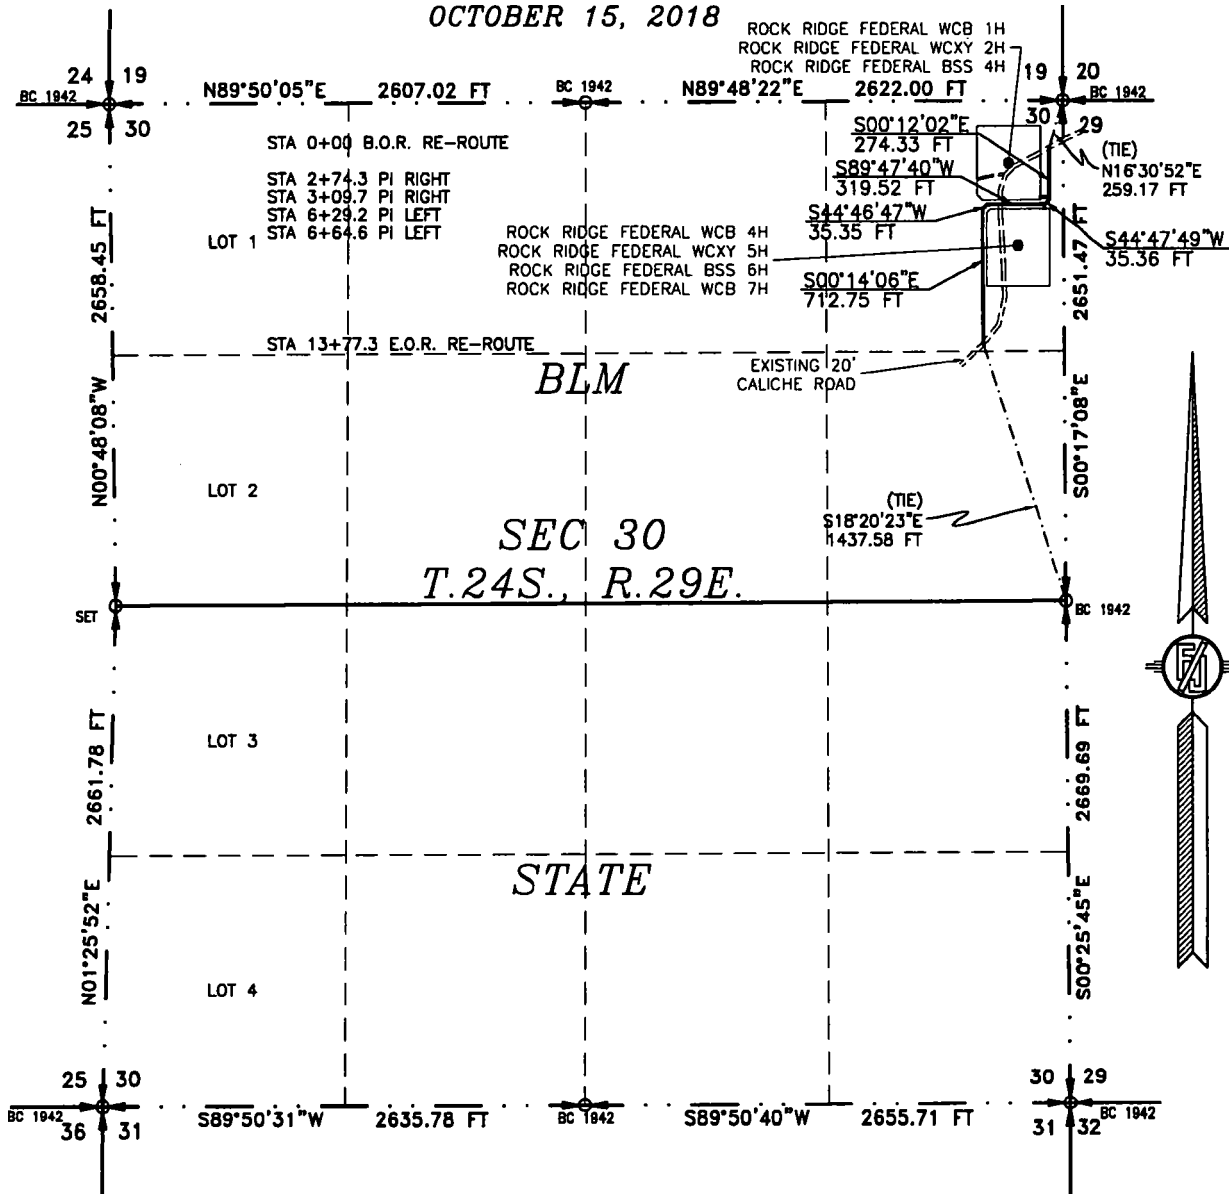 OCTOBER 15, 2018
ROCK RIDGE FEDERAL WCB 1H
ROCK RIDGE FEDERAL WCXY 2H
ROCK RIDGE FEDERAL BSS 4H
24 19
BC 1942
25 30
N89°50'05"E 2607.02 FT
BC 1942
N89°48'22"E 2622.00 FT
19 20
BC 1942
30 29
STA 0+00 B.O.R. RE-ROUTE
STA 2+74.3 PI RIGHT
STA 3+09.7 PI RIGHT
STA 6+29.2 PI LEFT
STA 6+64.6 PI LEFT
S00°12'02"E
274.33 FT
(TIE)
N16°30'52"E
259.17 FT
S89°47'40"W
319.52 FT
S44°46'47"W
35.35 FT
S44°47'49"W
35.36 FT
LOT 1
ROCK RIDGE FEDERAL WCB 4H
ROCK RIDGE FEDERAL WCXY 5H
ROCK RIDGE FEDERAL BSS 6H
ROCK RIDGE FEDERAL WCB 7H
S00°14'06"E
712.75 FT
N00°48'08"W 2658.45 FT
S00°17'08"E 2651.47 FT
STA 13+77.3 E.O.R. RE-ROUTE
EXISTING 20'
CALICHE ROAD
BLM
LOT 2
(TIE)
S18°20'23"E
1437.58 FT
SEC 30
T.24S., R.29E.
SET
BC 1942
FSJ
LOT 3
N01°25'52"E 2661.78 FT
S00°25'45"E 2669.69 FT
STATE
LOT 4
25 30
BC 1942
36 31
S89°50'31"W 2635.78 FT
BC 1942
S89°50'40"W 2655.71 FT
30 29
BC 1942
31 32